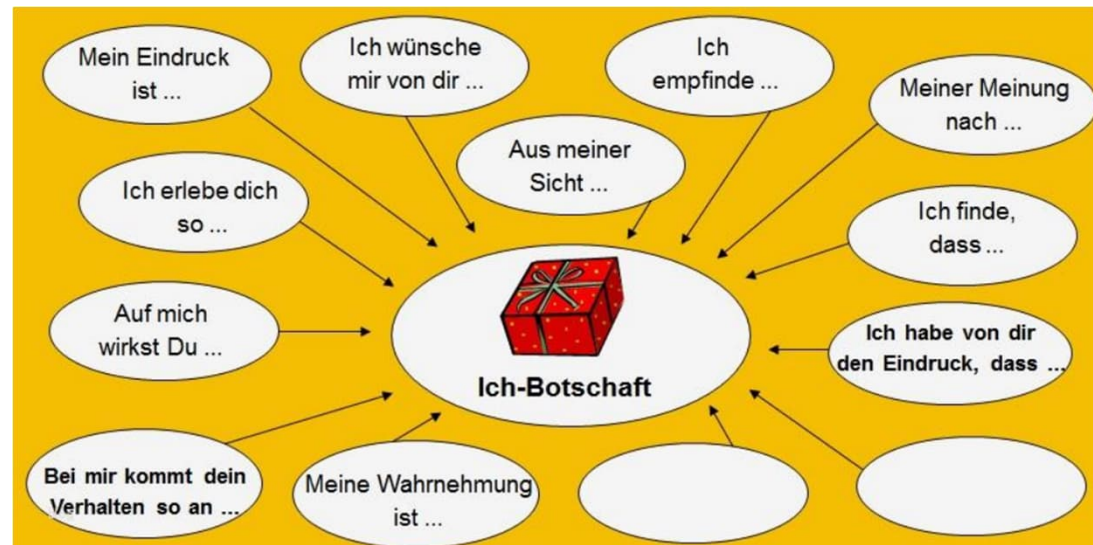 Mein Eindruck
ist ...
Ich wünsche
mir von dir ...
Ich
empfinde ...
Meiner Meinung
nach ...
Aus meiner
Sicht ...
Ich erlebe dich
so ...
Ich finde,
dass ...
Auf mich
wirkst Du ...
Ich habe von dir
den Eindruck, dass ...
Ich-Botschaft
Bei mir kommt dein
Verhalten so an ...
Meine Wahrnehmung
ist ...